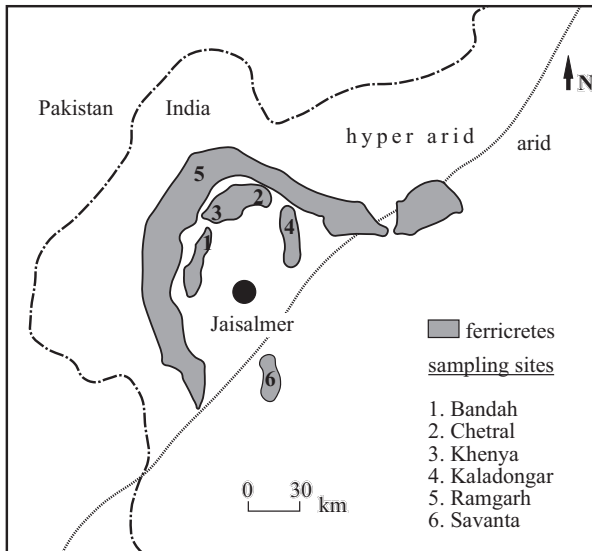 N
Pakistan India
hyper arid
arid
5
2
3
4
1
Jaisalmer
6
ferricretes
sampling sites
1. Bandah
2. Chetral
3. Khenya
4. Kaladongar
5. Ramgarh
6. Savanta
0 30
km